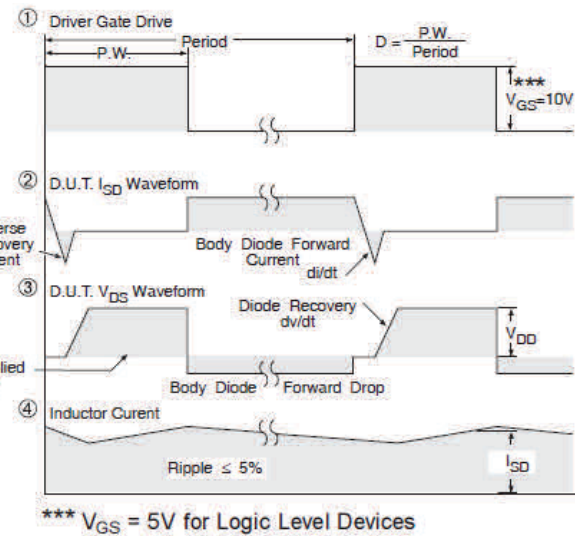 ① Driver Gate Drive
Period
P.W.
D = P.W.
Period
***
VGS=10V
② D.U.T. ISD Waveform
Body Diode Forward
Current
di/dt
③ D.U.T. VDS Waveform
Diode Recovery
dv/dt
VDD
Body Diode Forward Drop
④ Inductor Curent
Ripple ≤ 5%
ISD
*** VGS = 5V for Logic Level Devices